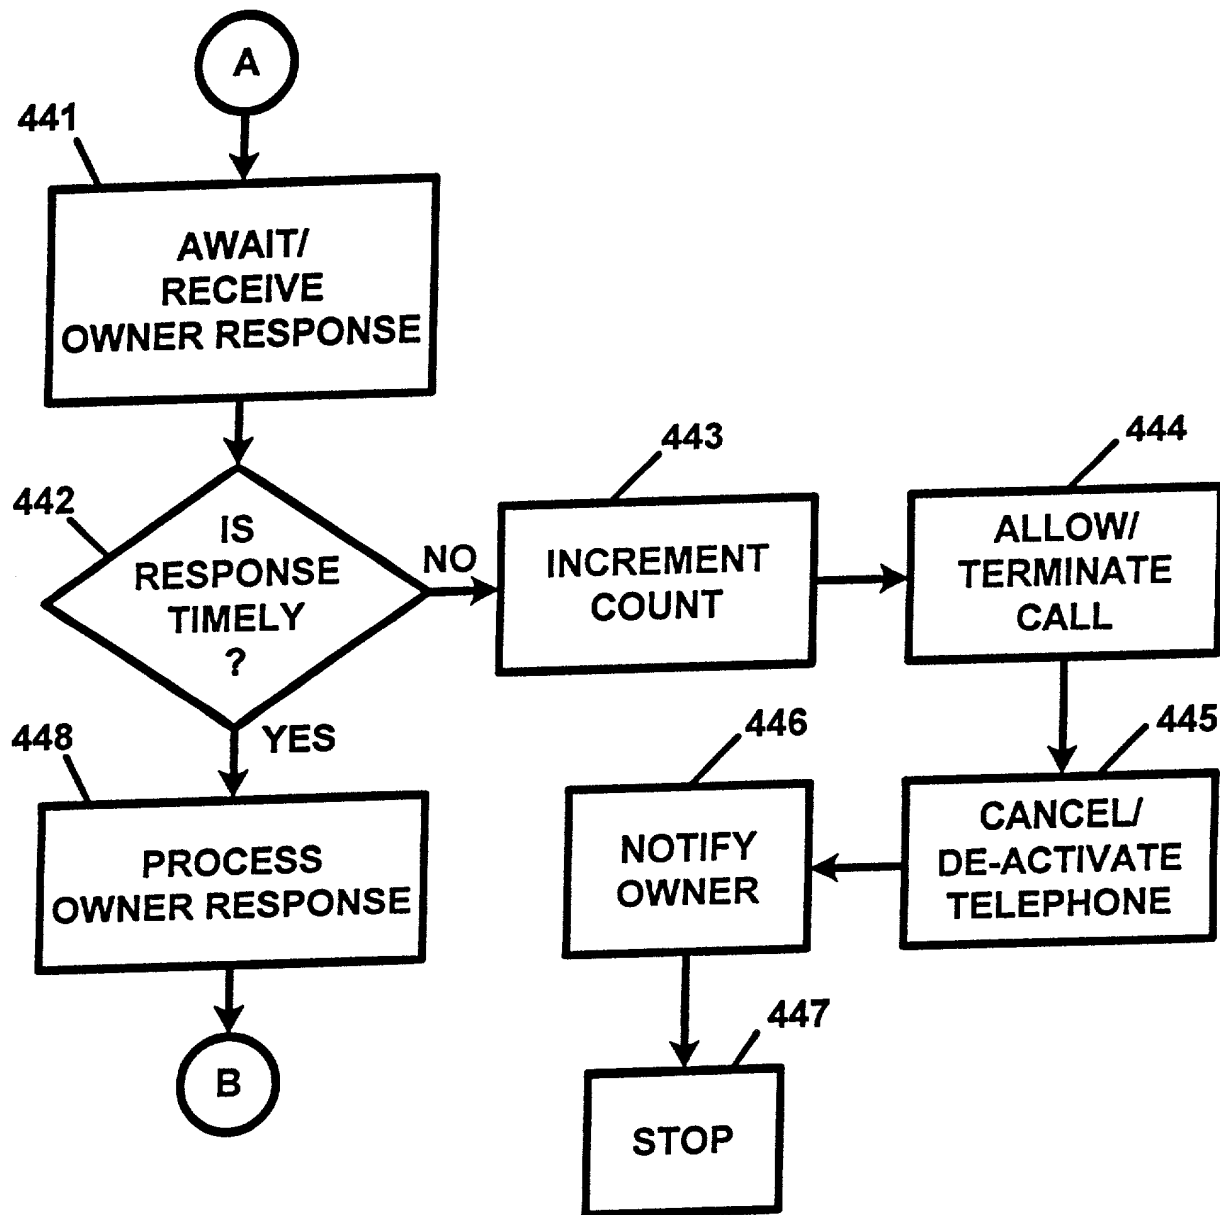 A
441
AWAIT/
RECEIVE
OWNER RESPONSE
442
IS
RESPONSE
TIMELY
?
NO
YES
443
INCREMENT
COUNT
444
ALLOW/
TERMINATE
CALL
445
CANCEL/
DE-ACTIVATE
TELEPHONE
446
NOTIFY
OWNER
447
STOP
448
PROCESS
OWNER RESPONSE
B